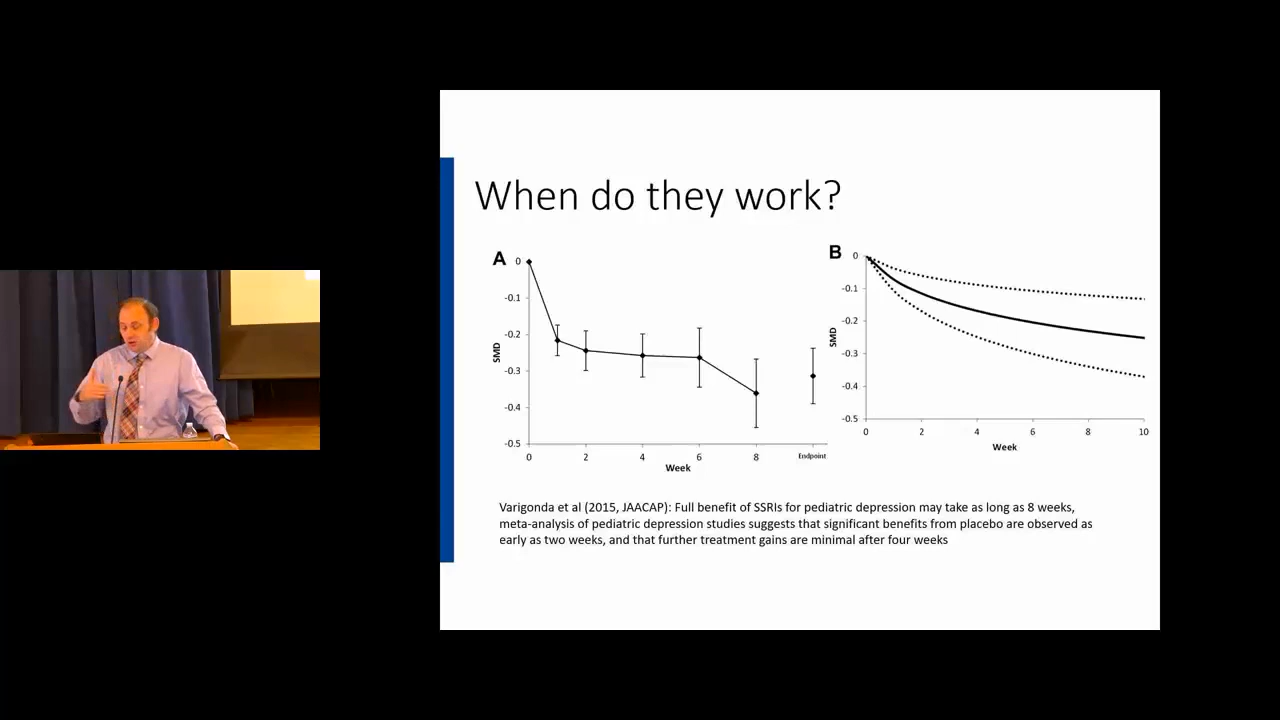 When do they work?
A
0
-0.1
-0.2
-0.3
-0.4
-0.5
SMD
0
2
4
6
8
Endpoint
Week
B
0
-0.1
-0.2
-0.3
-0.4
-0.5
SMD
0
2
4
6
8
10
Week
Varigonda et al (2015, JAACAP): Full benefit of SSRIs for pediatric depression may take as long as 8 weeks,
meta-analysis of pediatric depression studies suggests that significant benefits from placebo are observed as
early as two weeks, and that further treatment gains are minimal after four weeks